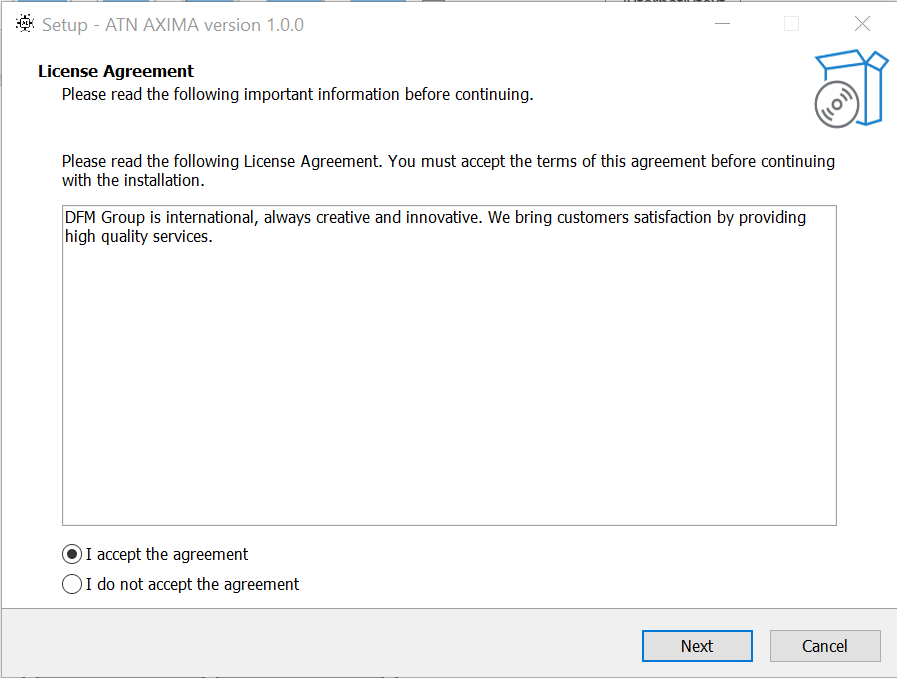 Setup - ATN AXIMA version 1.0.0
License Agreement
Please read the following important information before continuing.
Please read the following License Agreement. You must accept the terms of this agreement before continuing
with the installation.
DFM Group is international, always creative and innovative. We bring customers satisfaction by providing
high quality services.
I accept the agreement
I do not accept the agreement
Next
Cancel